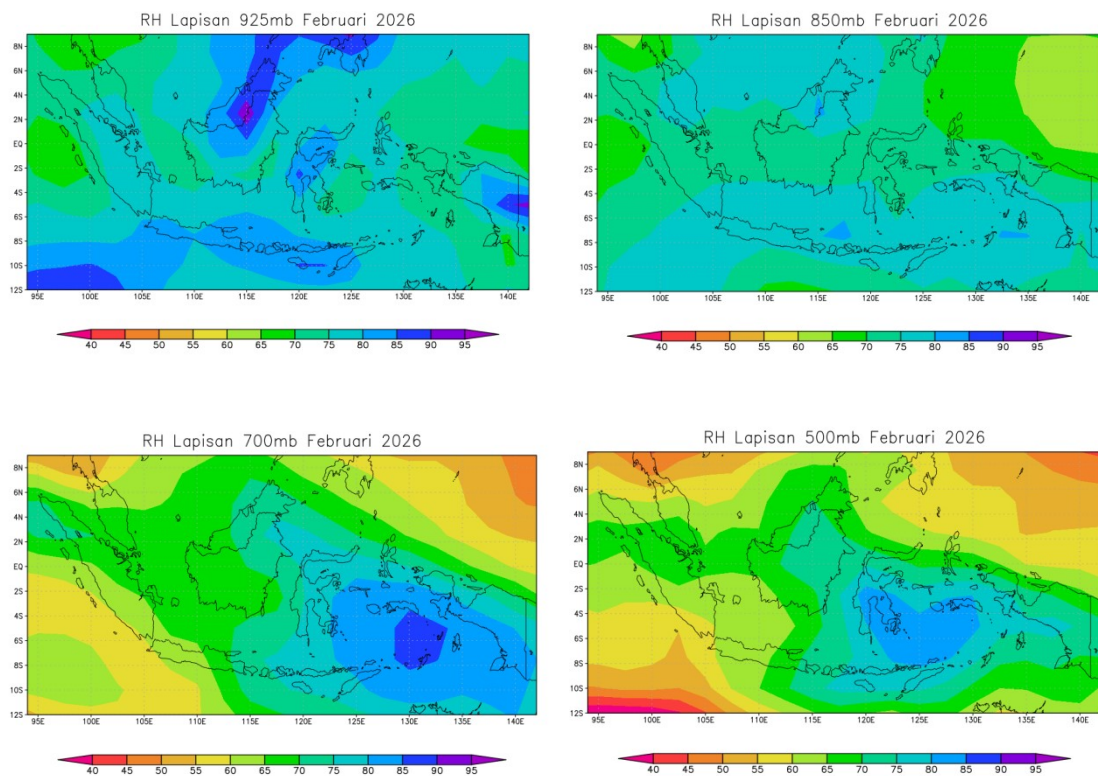 RH Lapisan 925mb Februari 2026
8N
6N
4N
2N
EQ
2S
4S
6S
8S
10S
12S
95E 100E 105E 110E 115E 120E 125E 130E 135E 140E
40 45 50 55 60 65 70 75 80 85 90 95
RH Lapisan 850mb Februari 2026
8N
6N
4N
2N
EQ
2S
4S
6S
8S
10S
12S
95E 100E 105E 110E 115E 120E 125E 130E 135E 140E
40 45 50 55 60 65 70 75 80 85 90 95
RH Lapisan 700mb Februari 2026
8N
6N
4N
2N
EQ
2S
4S
6S
8S
10S
12S
95E 100E 105E 110E 115E 120E 125E 130E 135E 140E
40 45 50 55 60 65 70 75 80 85 90 95
RH Lapisan 500mb Februari 2026
8N
6N
4N
2N
EQ
2S
4S
6S
8S
10S
12S
95E 100E 105E 110E 115E 120E 125E 130E 135E 140E
40 45 50 55 60 65 70 75 80 85 90 95